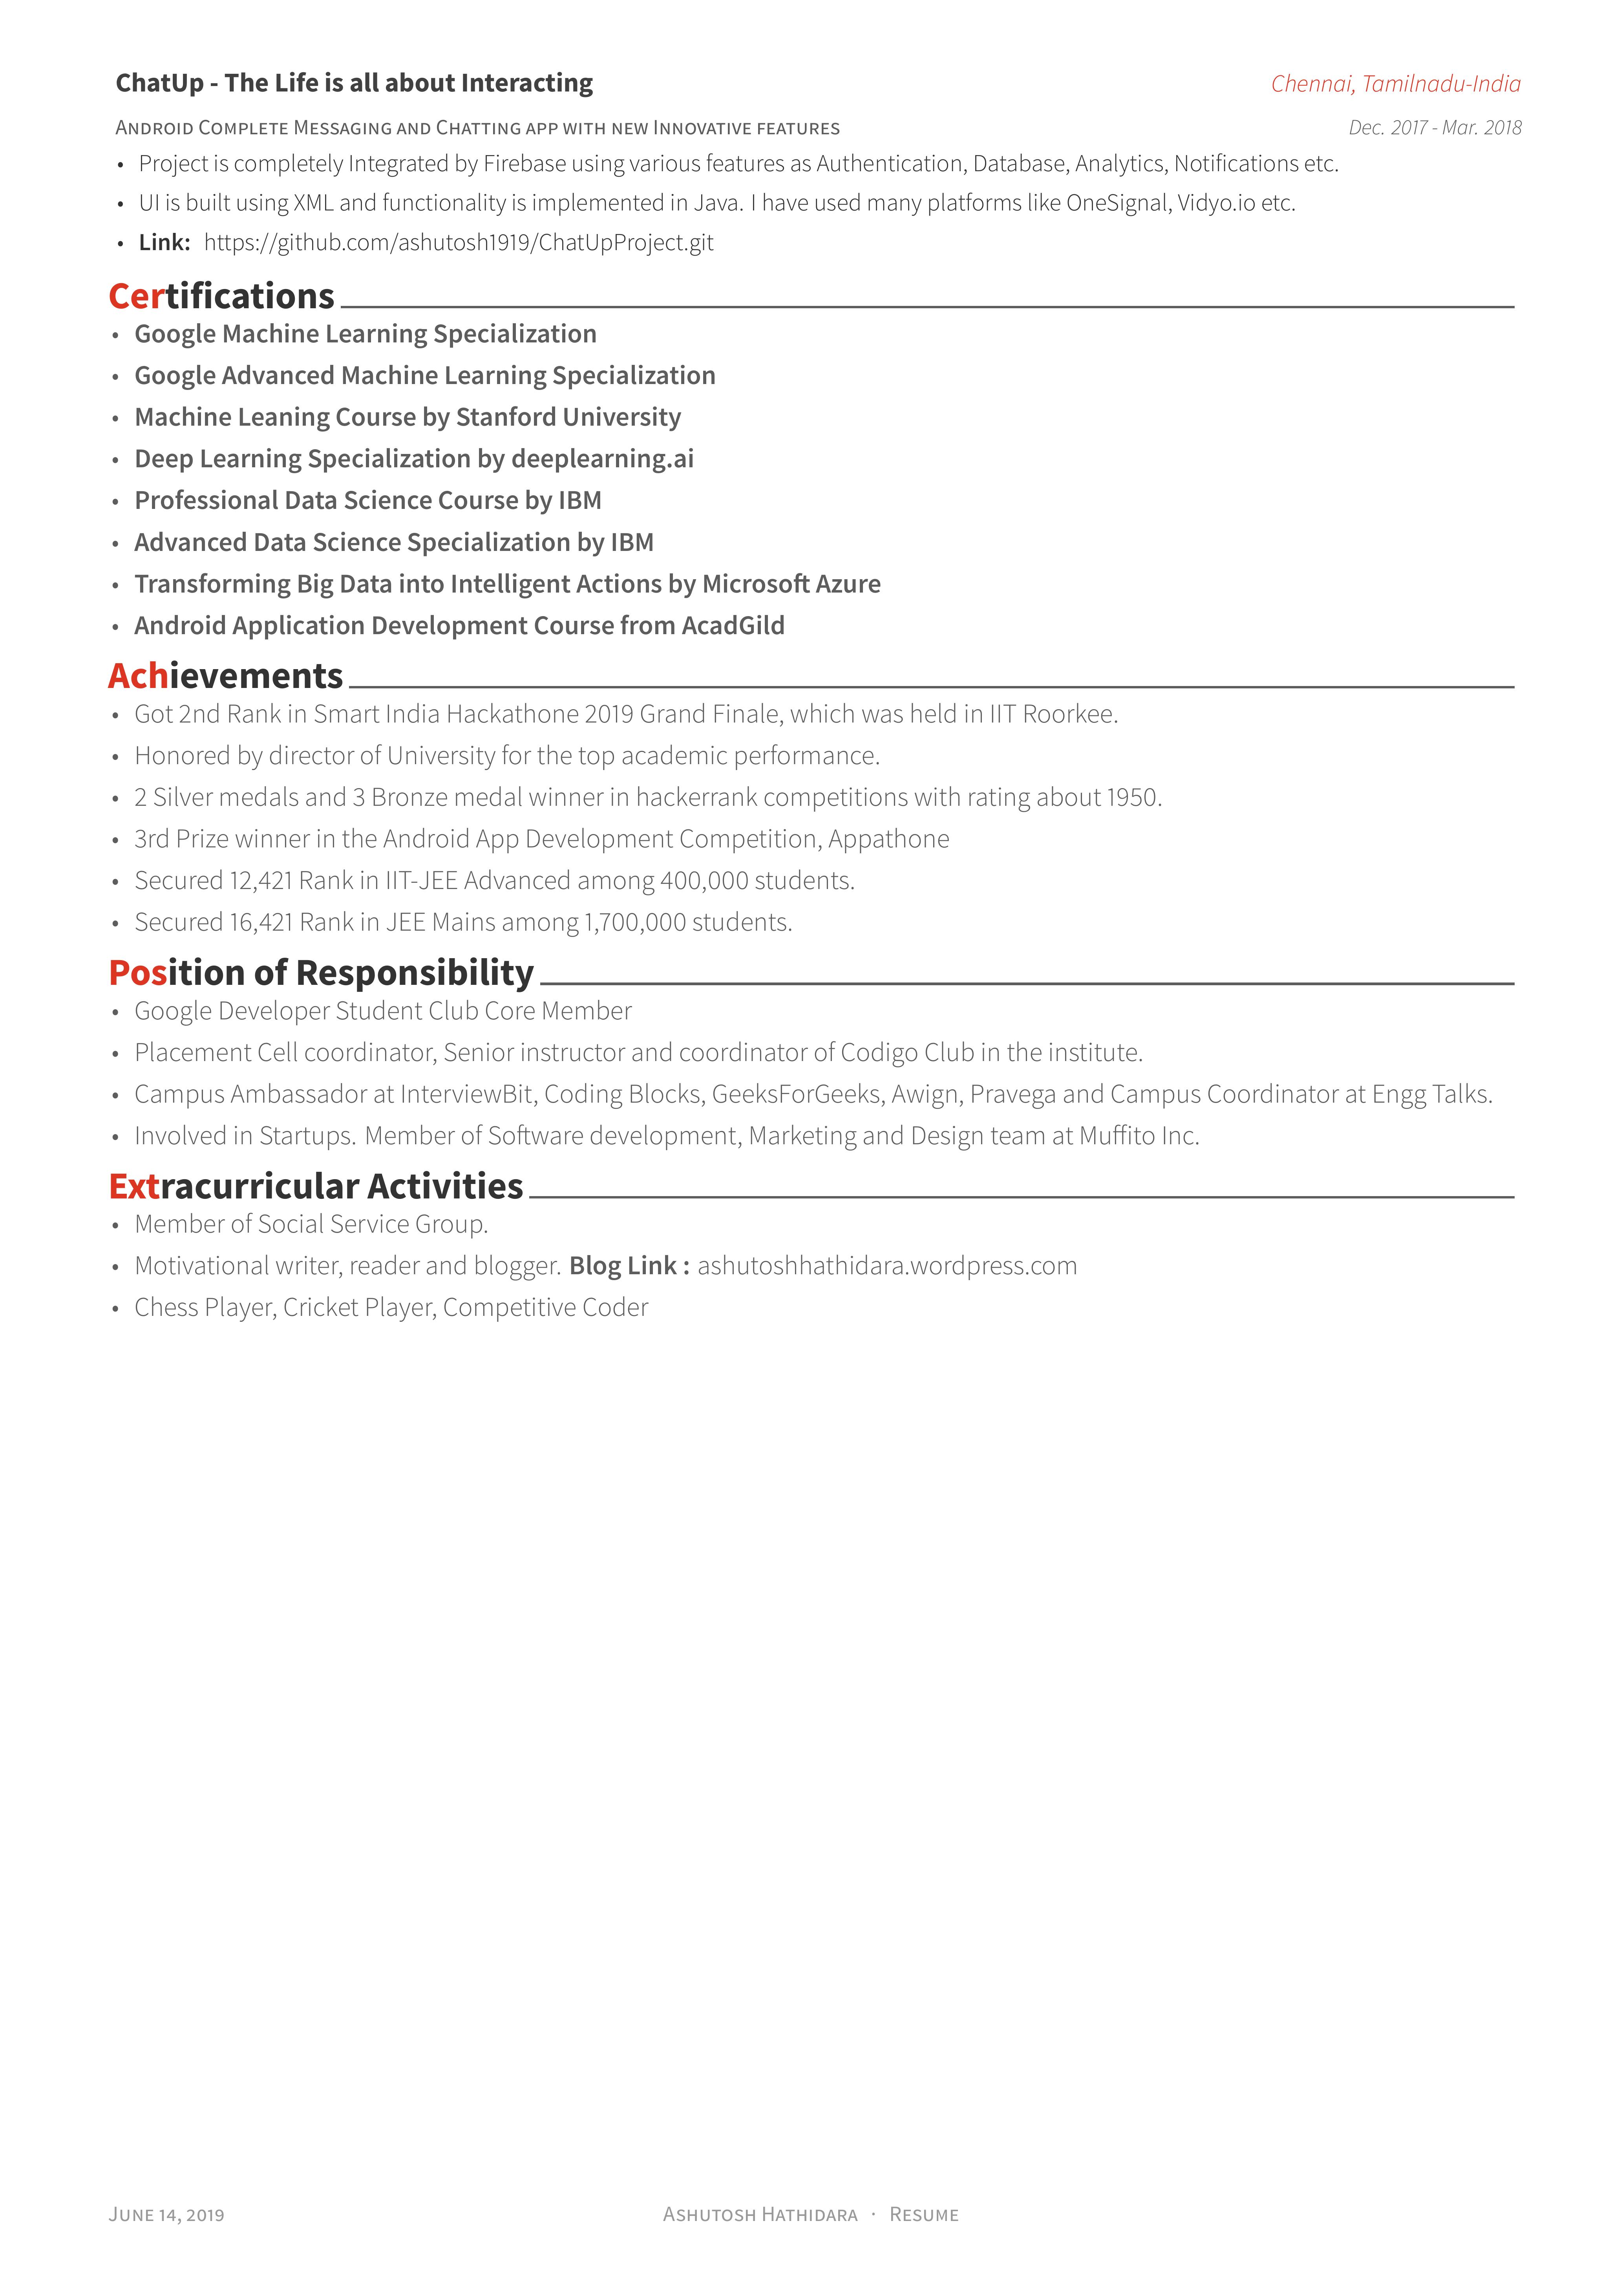 ChatUp - The Life is all about Interacting Chennai, Tamilnadu-India
Android Complete Messaging and Chatting app with new Innovative features Dec. 2017 - Mar. 2018
• Project is completely Integrated by Firebase using various features as Authentication, Database, Analytics, Notifications etc.
• UI is built using XML and functionality is implemented in Java. I have used many platforms like OneSignal, Vidyo.io etc.
• Link: https://github.com/ashutosh1919/ChatUpProject.git
Certifications
• Google Machine Learning Specialization
• Google Advanced Machine Learning Specialization
• Machine Leaning Course by Stanford University
• Deep Learning Specialization by deeplearning.ai
• Professional Data Science Course by IBM
• Advanced Data Science Specialization by IBM
• Transforming Big Data into Intelligent Actions by Microsoft Azure
• Android Application Development Course from AcadGild
Achievements
• Got 2nd Rank in Smart India Hackathone 2019 Grand Finale, which was held in IIT Roorkee.
• Honored by director of University for the top academic performance.
• 2 Silver medals and 3 Bronze medal winner in hackerrank competitions with rating about 1950.
• 3rd Prize winner in the Android App Development Competition, Appathone
• Secured 12,421 Rank in IIT-JEE Advanced among 400,000 students.
• Secured 16,421 Rank in JEE Mains among 1,700,000 students.
Position of Responsibility
• Google Developer Student Club Core Member
• Placement Cell coordinator, Senior instructor and coordinator of Codigo Club in the institute.
• Campus Ambassador at InterviewBit, Coding Blocks, GeeksForGeeks, Awign, Pravega and Campus Coordinator at Engg Talks.
• Involved in Startups. Member of Software development, Marketing and Design team at Muffito Inc.
Extracurricular Activities
• Member of Social Service Group.
• Motivational writer, reader and blogger. Blog Link : ashutoshhathidara.wordpress.com
• Chess Player, Cricket Player, Competitive Coder
June 14, 2019 Ashutosh Hathidara · Resume